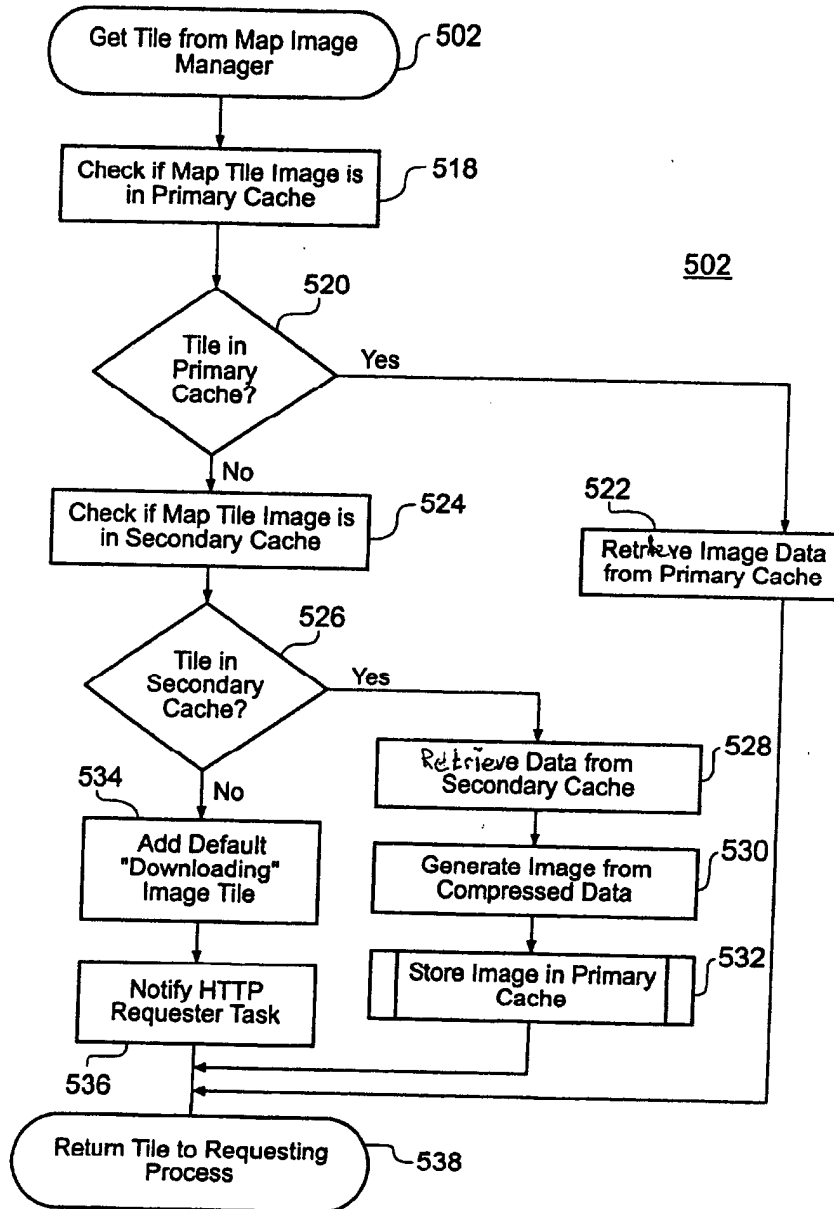 Get Tile from Map Image
Manager
502
Check if Map Tile Image is
in Primary Cache
518
502
520
Tile in
Primary
Cache?
Yes
No
Check if Map Tile Image is
in Secondary Cache
524
522
Retrieve Image Data
from Primary Cache
526
Tile in
Secondary
Cache?
Yes
No
Retrieve Data from
Secondary Cache
528
534
Add Default
"Downloading"
Image Tile
Generate Image from
Compressed Data
530
Store Image in Primary
Cache
532
Notify HTTP
Requester Task
536
Return Tile to Requesting
Process
538